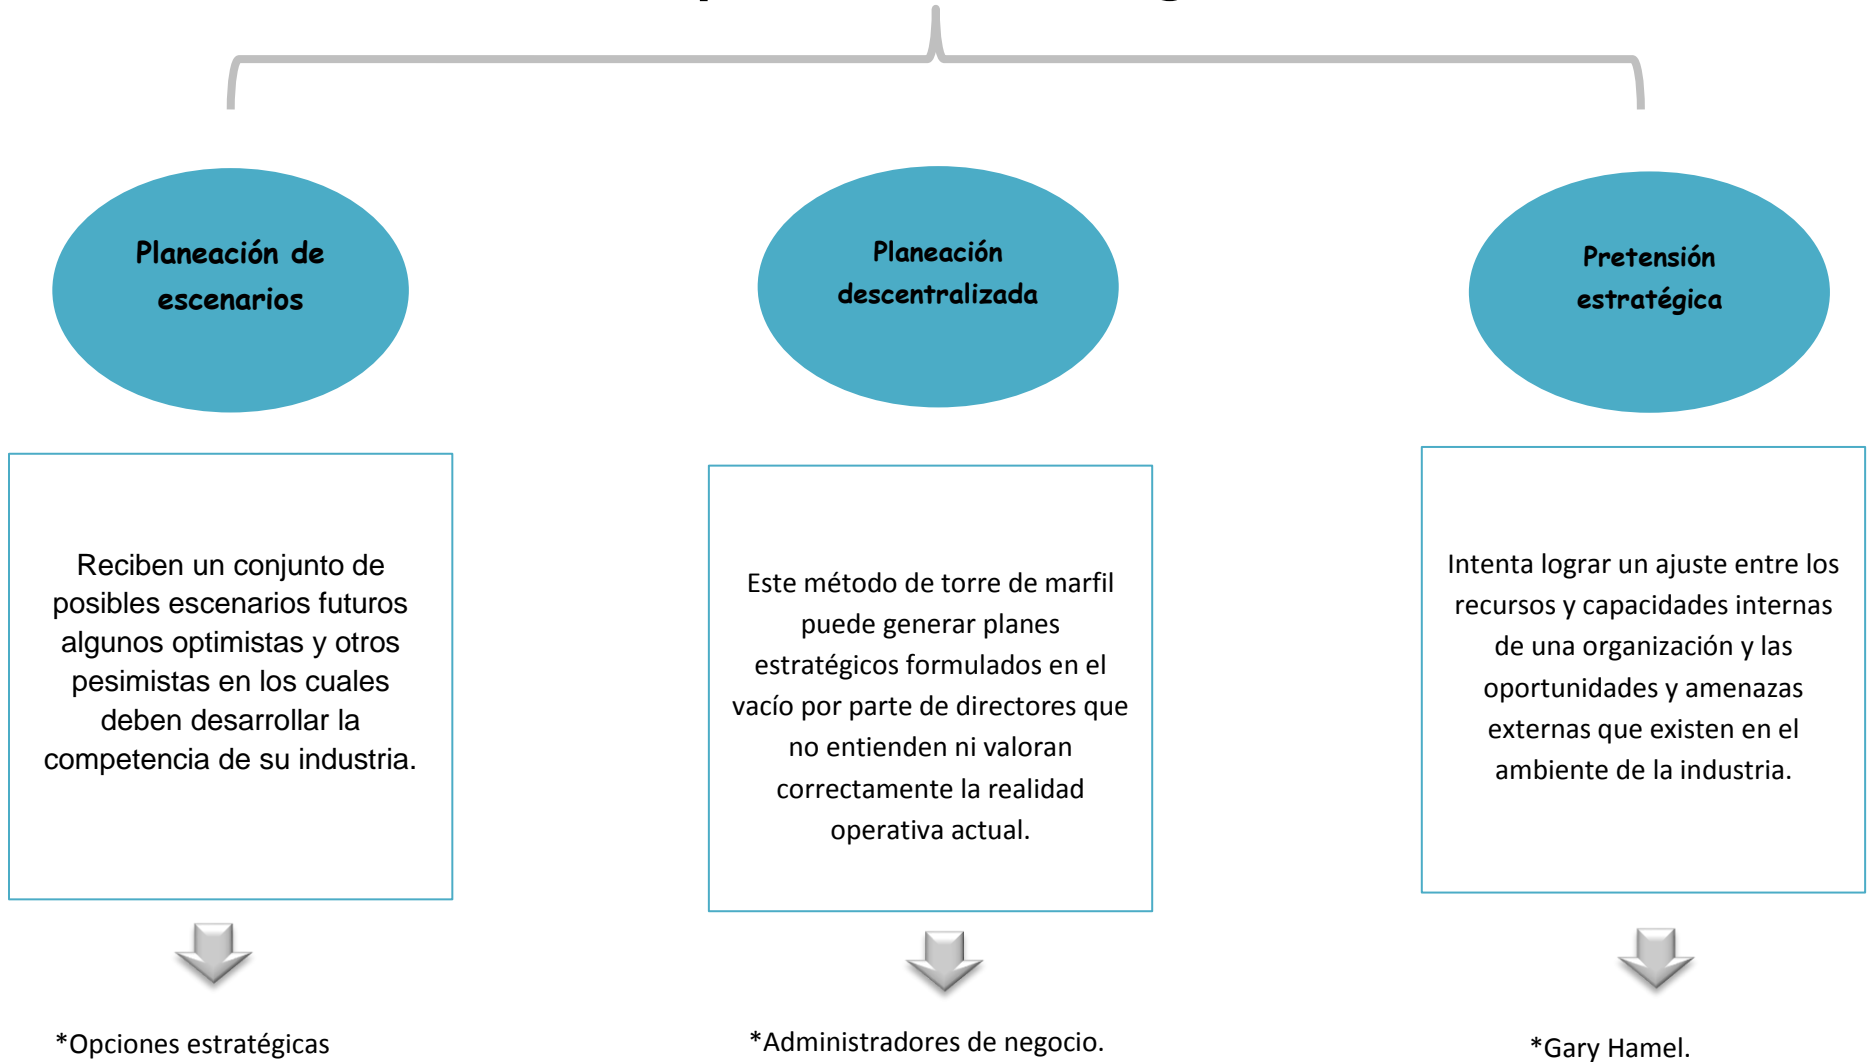 Planeación de
escenarios
Reciben un conjunto de
posibles escenarios futuros
algunos optimistas y otros
pesimistas en los cuales
deben desarrollar la
competencia de su industria.
*Opciones estratégicas
Planeación
descentralizada
Este método de torre de marfil
puede generar planes
estratégicos formulados en el
vacío por parte de directores que
no entienden ni valoran
correctamente la realidad
operativa actual.
*Administradores de negocio.
Pretensión
estratégica
Intenta lograr un ajuste entre los
recursos y capacidades internas
de una organización y las
oportunidades y amenazas
externas que existen en el
ambiente de la industria.
*Gary Hamel.